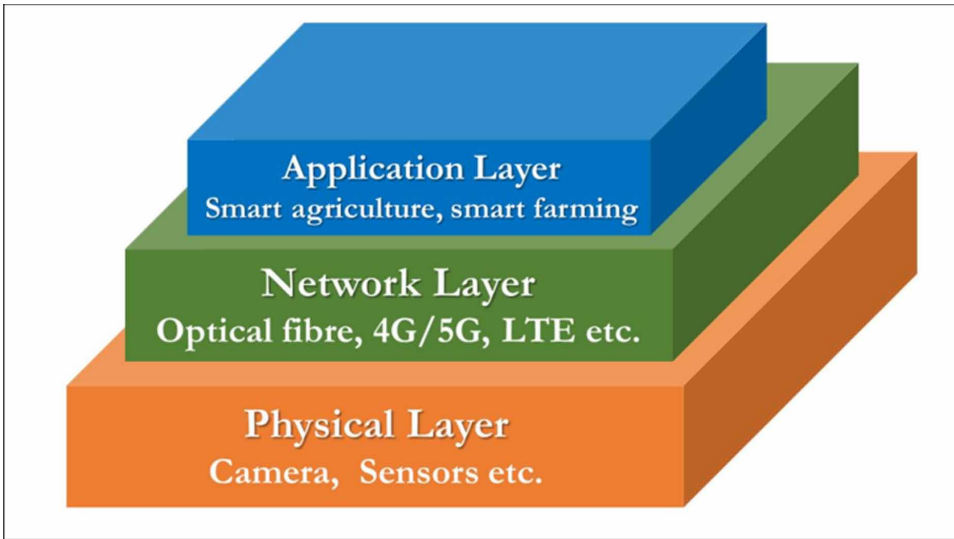 Application Layer
Smart agriculture, smart farming
Network Layer
Optical fibre, 4G/5G, LTE etc.
Physical Layer
Camera, Sensors etc.